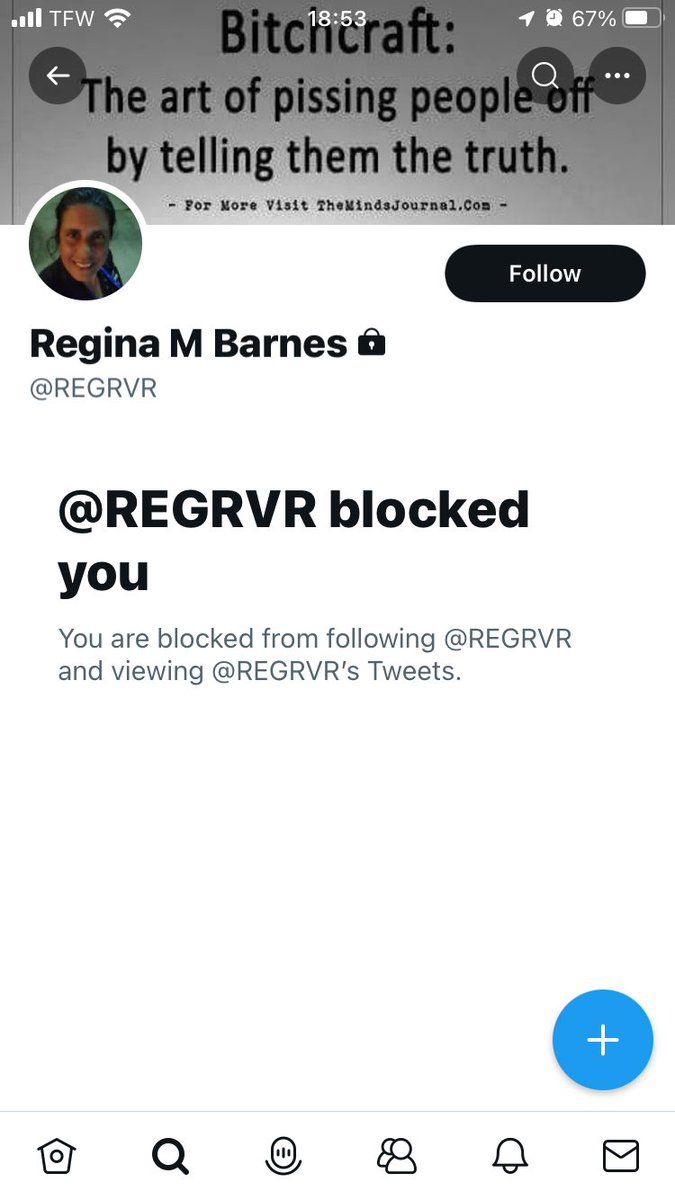 TFW 18:53 67%
Bitchcraft:
The art of pissing people off
by telling them the truth.
- For More Visit TheMindsJournal.Com -
Follow
Regina M Barnes
@REGRVR
@REGRVR blocked
you
You are blocked from following @REGRVR
and viewing @REGRVR’s Tweets.